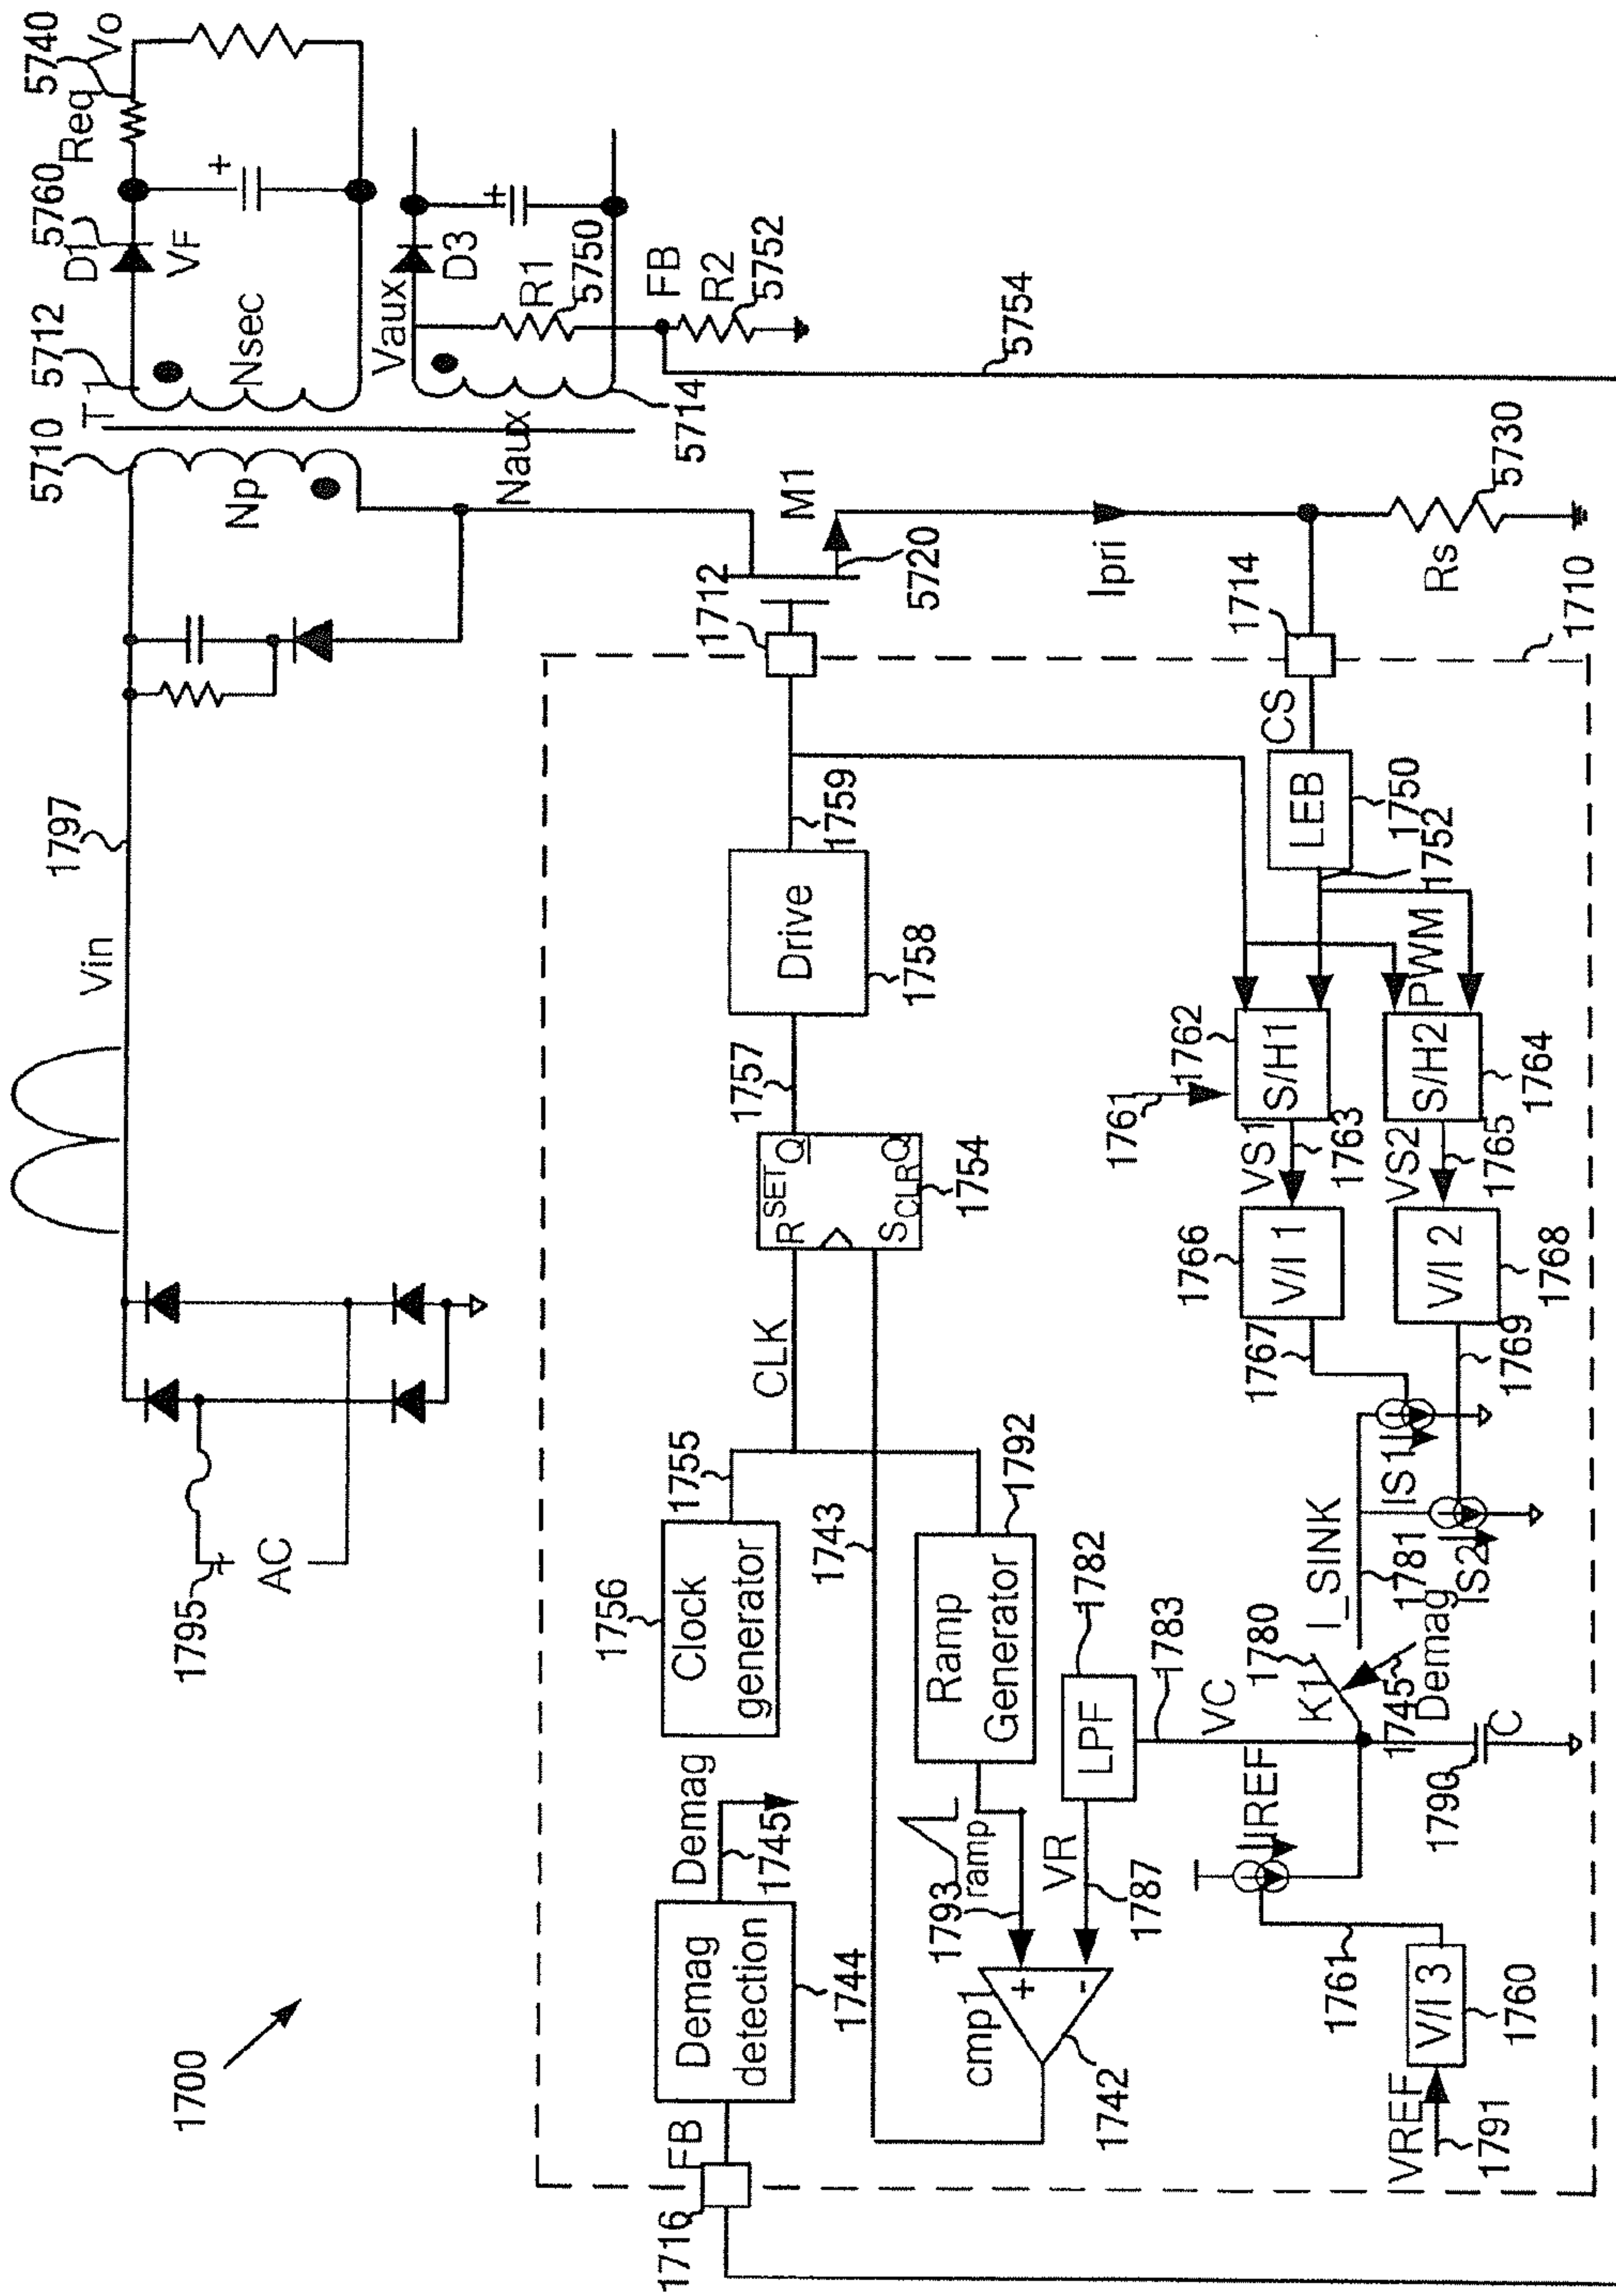 1700
1795
AC
Vin
1797
5710
T1
5712
D1
5760
Req
5740
Vo
VF
Np
Nsec
Naux
Vaux
D3
R1
5750
FB
R2
5752
5714
5754
M1
5720
Ipri
Rs
5730
1710
1712
1714
CS
LEB
1750
1752
PWM
1716
FB
Demag
detection
1744
Demag
1745
Clock
generator
1756
1755
CLK
R
SET
Q
S
CLR
Q
1754
1757
Drive
1758
1759
1743
Ramp
Generator
1792
1793
ramp
cmp1
+
-
1742
VR
1787
LPF
1782
1783
VC
K1
1780
I_SINK
1781
1745
Demag
IREF
1790
C
IS1
IS2
1761
V/I 3
1760
VREF
1791
V/I 1
1766
1767
V/I 2
1768
1769
VS1
1763
VS2
1765
S/H1
1762
1761
S/H2
1764
+
+